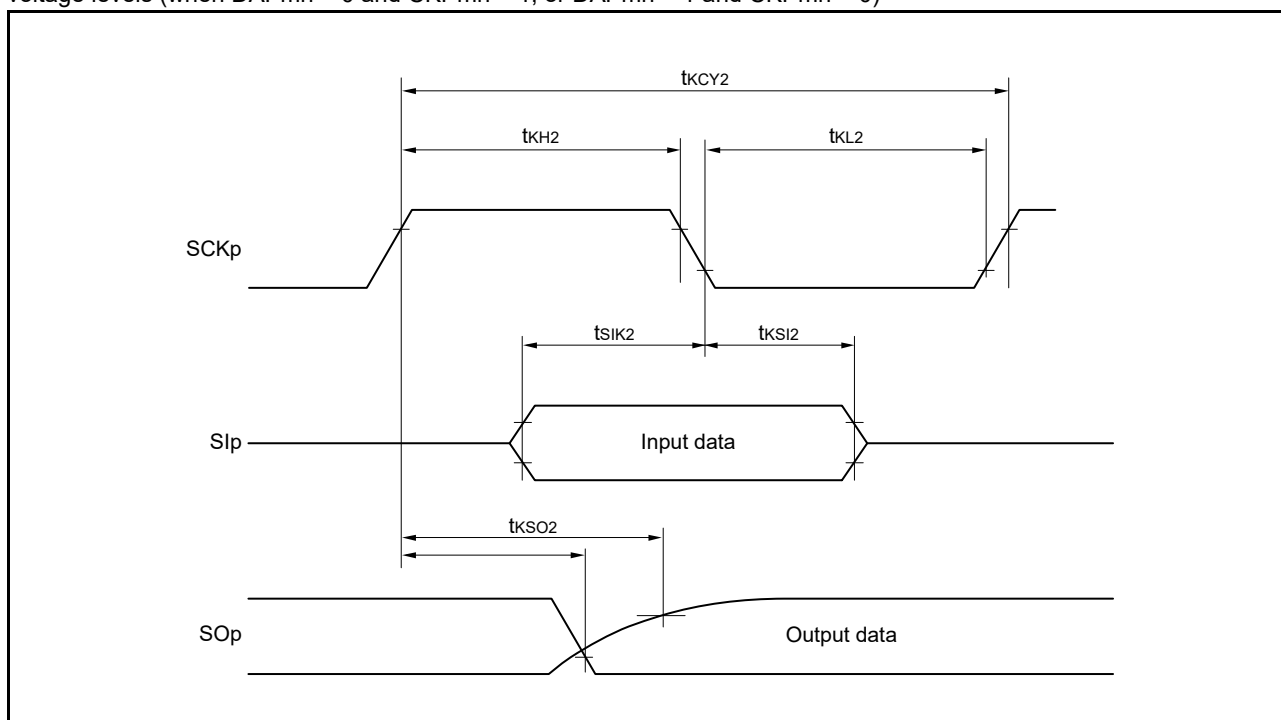 tKCY2
tKH2
tKL2
SCKp
tSIK2
tKSI2
SIp
Input data
tKSO2
SOp
Output data